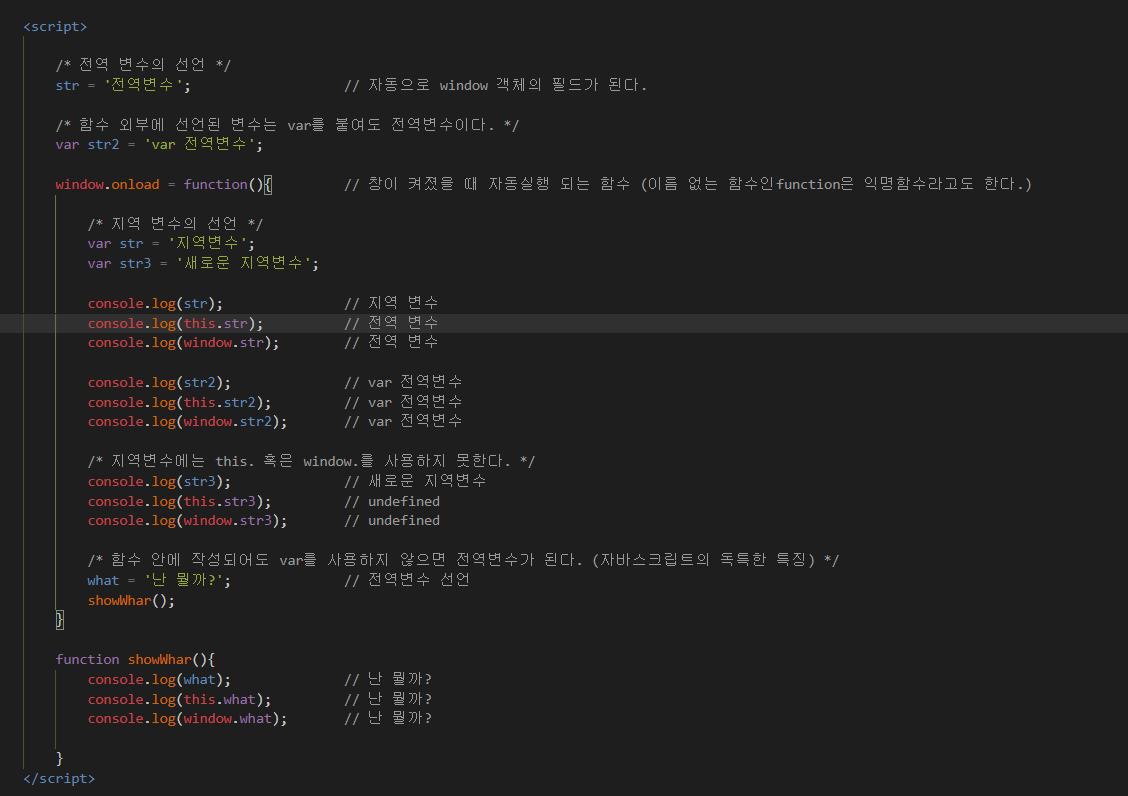 <script>
/* 전역 변수의 선언 */
str = '전역변수'; // 자동으로 window 객체의 필드가 된다.
/* 함수 외부에 선언된 변수는 var를 붙여도 전역변수이다. */
var str2 = 'var 전역변수';
window.onload = function(){ // 창이 켜졌을 때 자동실행 되는 함수 (이름 없는 함수인function은 익명함수라고도 한다.)
/* 지역 변수의 선언 */
var str = '지역변수';
var str3 = '새로운 지역변수';
console.log(str); // 지역 변수
console.log(this.str); // 전역 변수
console.log(window.str); // 전역 변수
console.log(str2); // var 전역변수
console.log(this.str2); // var 전역변수
console.log(window.str2); // var 전역변수
/* 지역변수에는 this. 혹은 window.를 사용하지 못한다. */
console.log(str3); // 새로운 지역변수
console.log(this.str3); // undefined
console.log(window.str3); // undefined
/* 함수 안에 작성되어도 var를 사용하지 않으면 전역변수가 된다. (자바스크립트의 독특한 특징) */
what = '난 뭘까?'; // 전역변수 선언
showWhar();
}
function showWhar(){
console.log(what); // 난 뭘까?
console.log(this.what); // 난 뭘까?
console.log(window.what); // 난 뭘까?
}
</script>